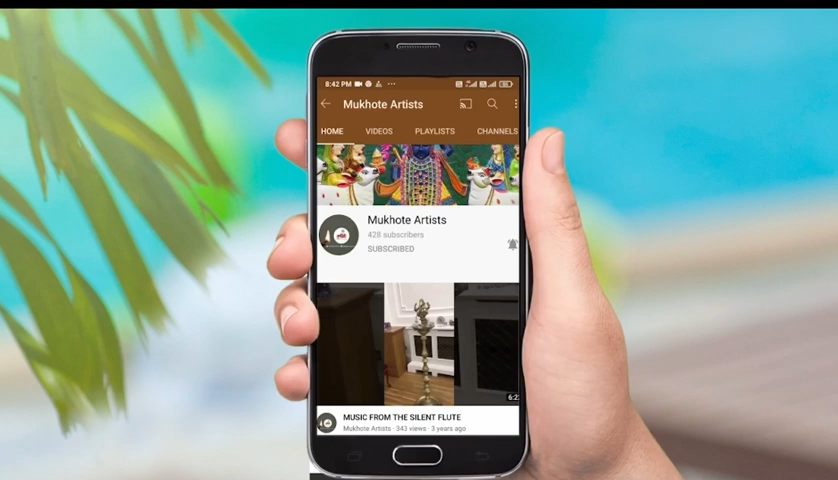 8:42 PM
Mukhote Artists
HOME VIDEOS PLAYLISTS CHANNELS
Mukhote Artists
428 subscribers
SUBSCRIBED
MUSIC FROM THE SILENT FLUTE
Mukhote Artists · 343 views · 3 years ago